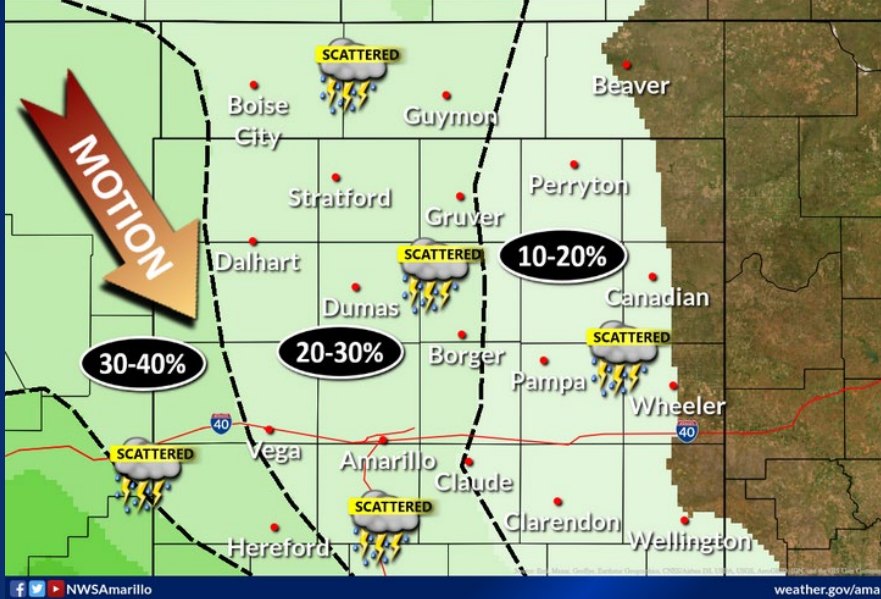 SCATTERED
Beaver
Boise
City
Guymon
MOTION
Perryton
Stratford
Gruver
SCATTERED
10-20%
Dalhart
Canadian
Dumas
SCATTERED
30-40%
20-30%
Borger
Pampa
Wheeler
40
40
Vega
Amarillo
SCATTERED
Claude
SCATTERED
Clarendon
Hereford
Wellington
NWSAmarillo
weather.gov/ama